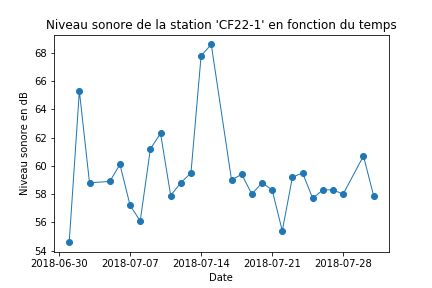 Niveau sonore de la station 'CF22-1' en fonction du temps
Niveau sonore en dB
68
66
64
62
60
58
56
54
2018-06-30 2018-07-07 2018-07-14 2018-07-21 2018-07-28
Date